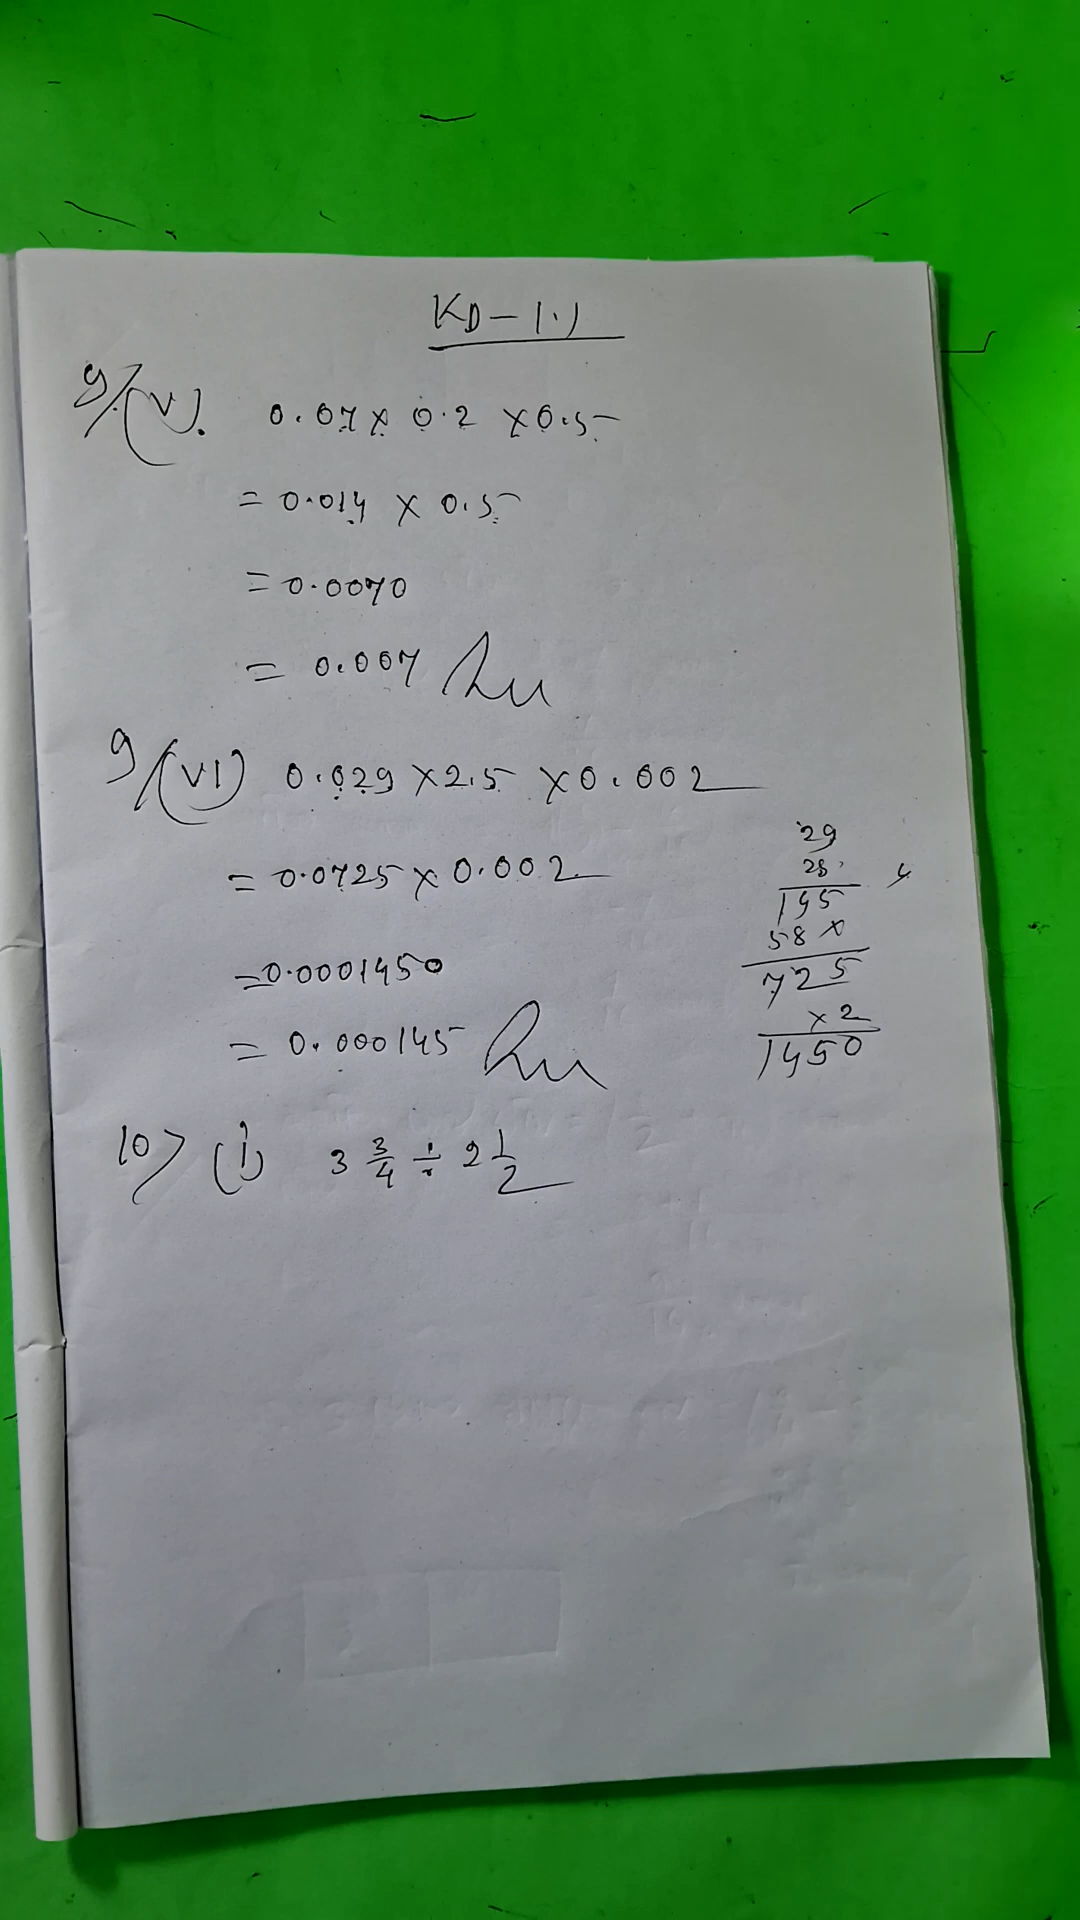 KD-1.1
9/(v). 0.07 x 0.2 x 0.5
= 0.014 x 0.5
= 0.0070
= 0.007
9/(VI) 0.029 x 2.5 x 0.002
= 0.0725 x 0.002
= 0.0001450
= 0.000145
29
25
145
58 x
725
x 2
1450
10> (i) 3 3/4 ÷ 2 1/2